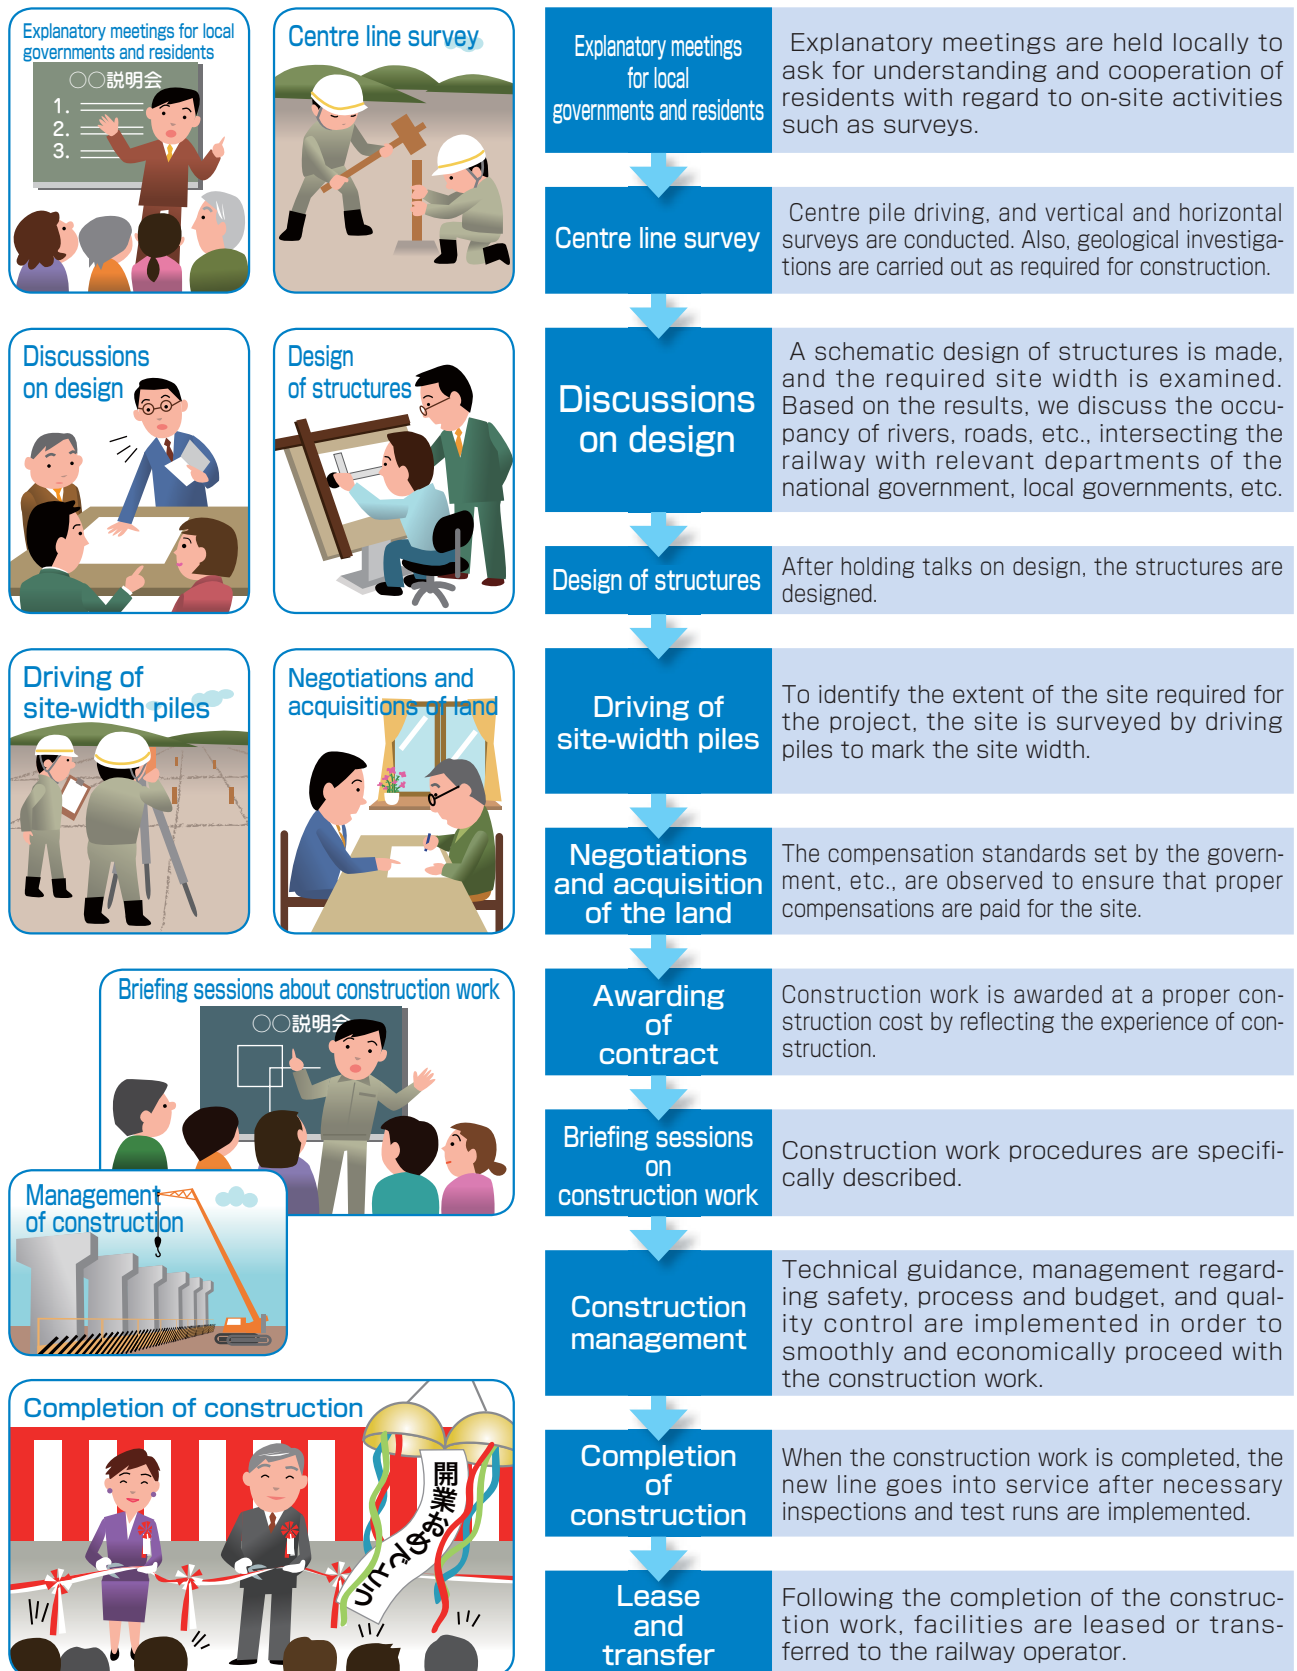 Explanatory meetings for local
governments and residents
○○説明会
1.
2.
3.
Centre line survey
Discussions
on design
Design
of structures
Driving of
site-width piles
Negotiations and
acquisitions of land
Briefing sessions about construction work
○○説明会
Management
of construction
Completion of construction
開業おめでとう
Explanatory meetings
for local
governments and residents
Explanatory meetings are held locally to
ask for understanding and cooperation of
residents with regard to on-site activities
such as surveys.
Centre line survey
Centre pile driving, and vertical and horizontal
surveys are conducted. Also, geological investiga-
tions are carried out as required for construction.
Discussions
on design
A schematic design of structures is made,
and the required site width is examined.
Based on the results, we discuss the occu-
pancy of rivers, roads, etc., intersecting the
railway with relevant departments of the
national government, local governments, etc.
Design of structures
After holding talks on design, the structures are
designed.
Driving of
site-width piles
To identify the extent of the site required for
the project, the site is surveyed by driving
piles to mark the site width.
Negotiations
and acquisition
of the land
The compensation standards set by the govern-
ment, etc., are observed to ensure that proper
compensations are paid for the site.
Awarding
of
contract
Construction work is awarded at a proper con-
struction cost by reflecting the experience of con-
struction.
Briefing sessions
on
construction work
Construction work procedures are specifi-
cally described.
Construction
management
Technical guidance, management regard-
ing safety, process and budget, and qual-
ity control are implemented in order to
smoothly and economically proceed with
the construction work.
Completion
of
construction
When the construction work is completed, the
new line goes into service after necessary
inspections and test runs are implemented.
Lease
and
transfer
Following the completion of the construc-
tion work, facilities are leased or trans-
ferred to the railway operator.